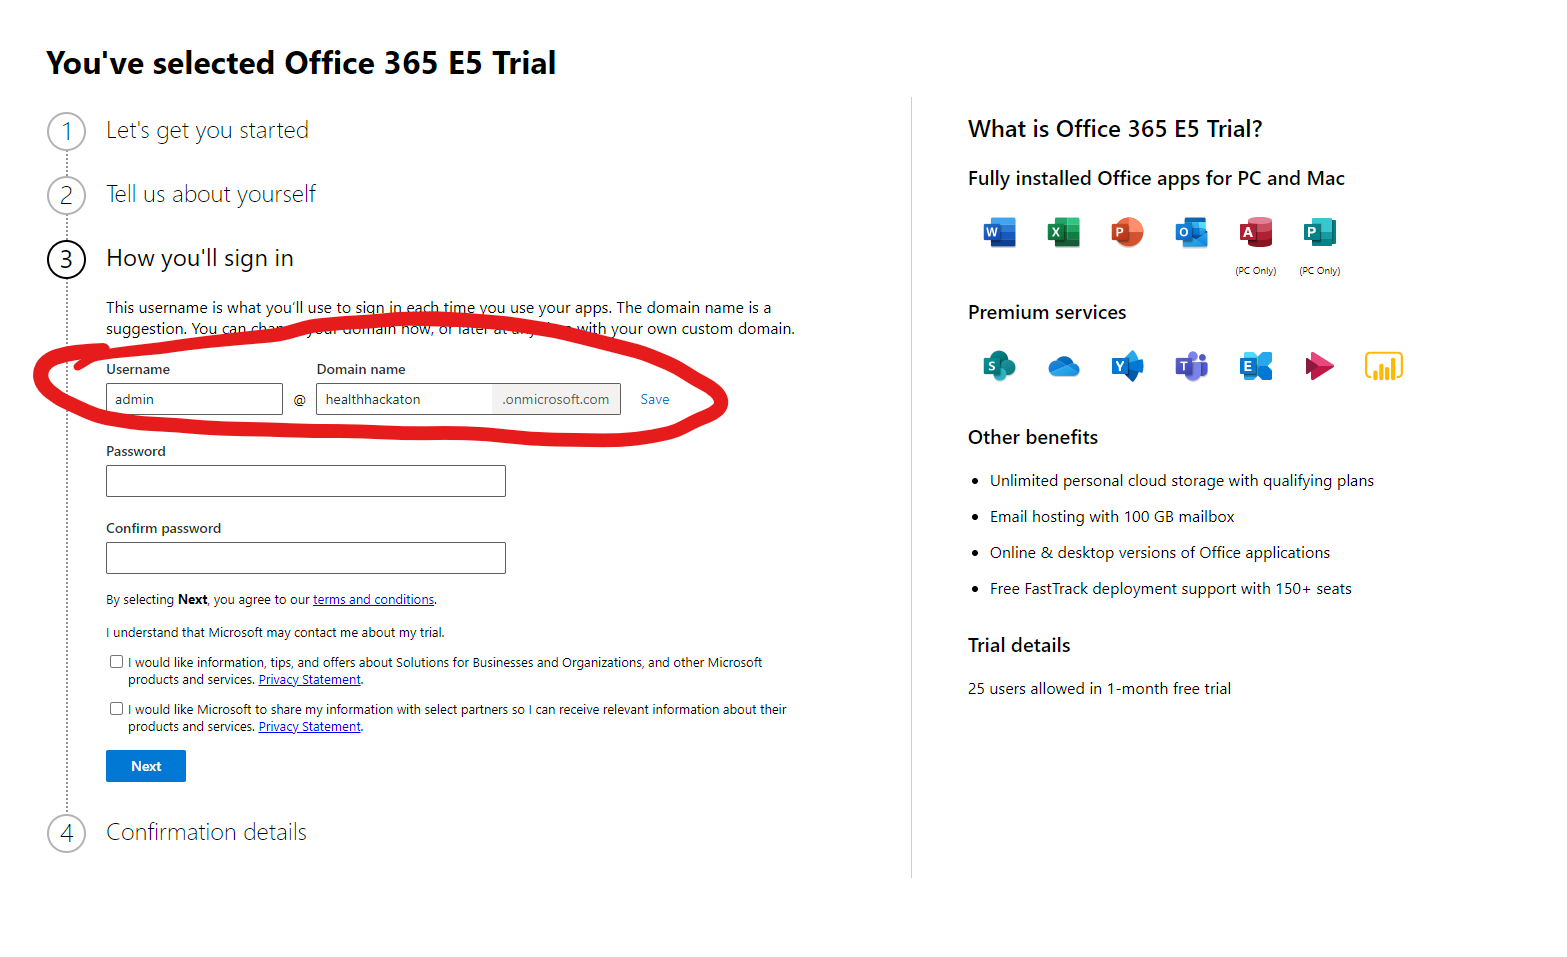 You've selected Office 365 E5 Trial
1 Let's get you started
2 Tell us about yourself
3 How you'll sign in
This username is what you'll use to sign in each time you use your apps. The domain name is a
suggestion. You can change your domain now, or later at any time with your own custom domain.
Username Domain name
admin @ healthhackaton .onmicrosoft.com Save
Password
Confirm password
By selecting Next, you agree to our terms and conditions.
I understand that Microsoft may contact me about my trial.
I would like information, tips, and offers about Solutions for Businesses and Organizations, and other Microsoft
products and services. Privacy Statement.
I would like Microsoft to share my information with select partners so I can receive relevant information about their
products and services. Privacy Statement.
Next
4 Confirmation details
What is Office 365 E5 Trial?
Fully installed Office apps for PC and Mac
W X P O A P
(PC Only) (PC Only)
Premium services
S Y T E
Other benefits
Unlimited personal cloud storage with qualifying plans
Email hosting with 100 GB mailbox
Online & desktop versions of Office applications
Free FastTrack deployment support with 150+ seats
Trial details
25 users allowed in 1-month free trial